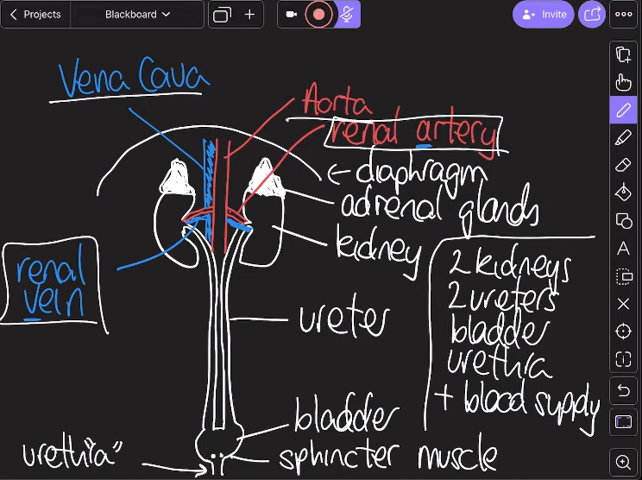 Projects
Blackboard
Invite
Vena Cava
Aorta
renal artery
← diaphragm
adrenal glands
kidney
renal
vein
2 kidneys
2 ureters
bladder
urethra
+ blood supply
ureter
bladder
urethra"
sphincter muscle